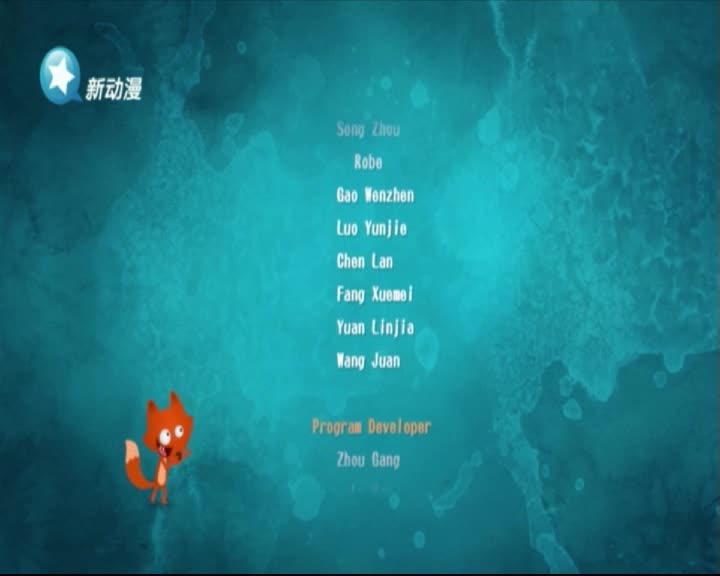 新动漫
Song Zhou
Robe
Gao Wenzhen
Luo Yunjie
Chen Lan
Fang Xuemei
Yuan Linjia
Wang Juan
Program Developer
Zhou Gang